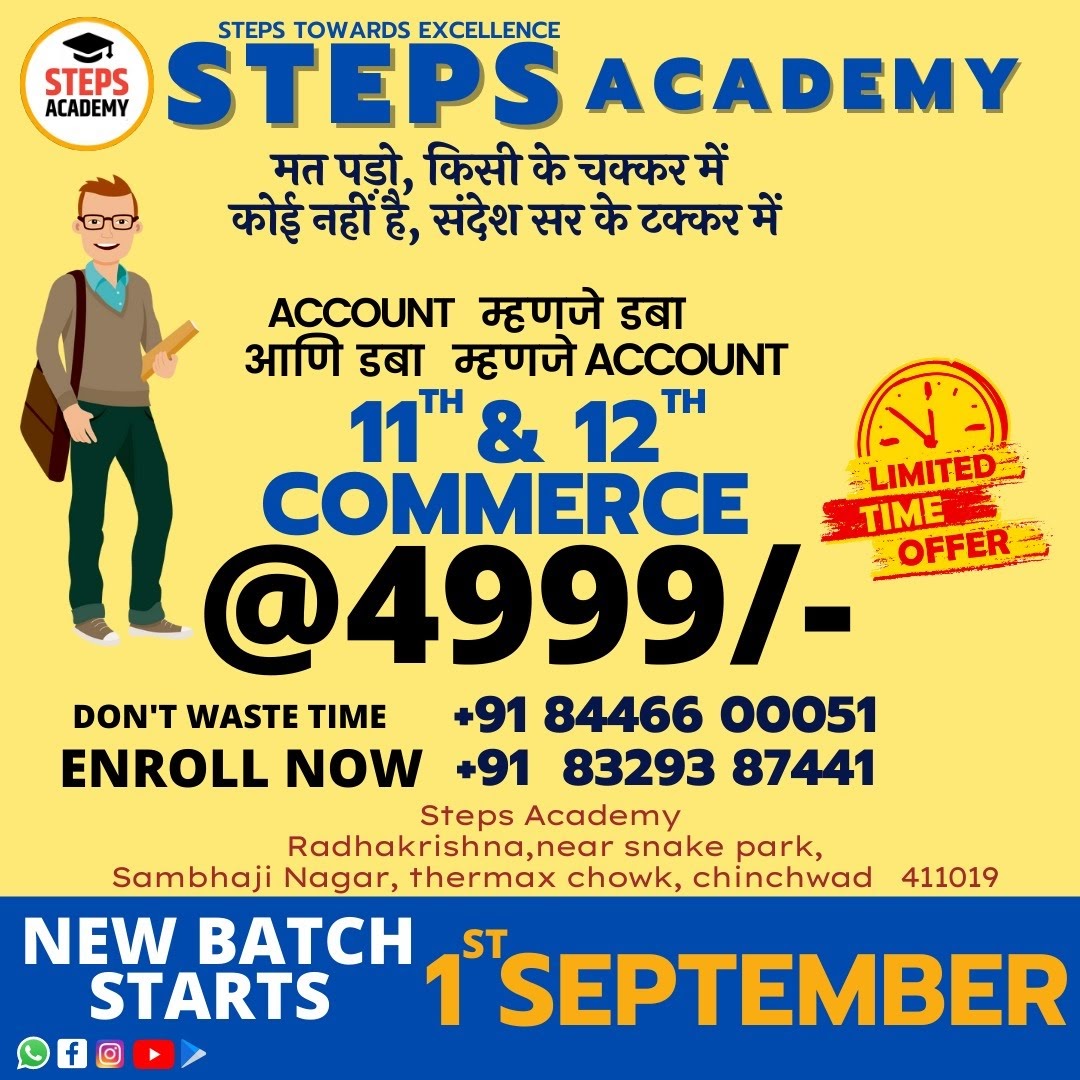 STEPS TOWARDS EXCELLENCE
STEPS
ACADEMY
STEPS ACADEMY
मत पड़ो, किसी के चक्कर में
कोई नहीं है, संदेश सर के टक्कर में
ACCOUNT म्हणजे डबा
आणि डबा म्हणजे ACCOUNT
11TH & 12TH
COMMERCE
LIMITED
TIME
OFFER
@4999/-
DON'T WASTE TIME +91 84466 00051
ENROLL NOW +91 83293 87441
Steps Academy
Radhakrishna,near snake park,
Sambhaji Nagar, thermax chowk, chinchwad 411019
NEW BATCH
STARTS
1ST SEPTEMBER